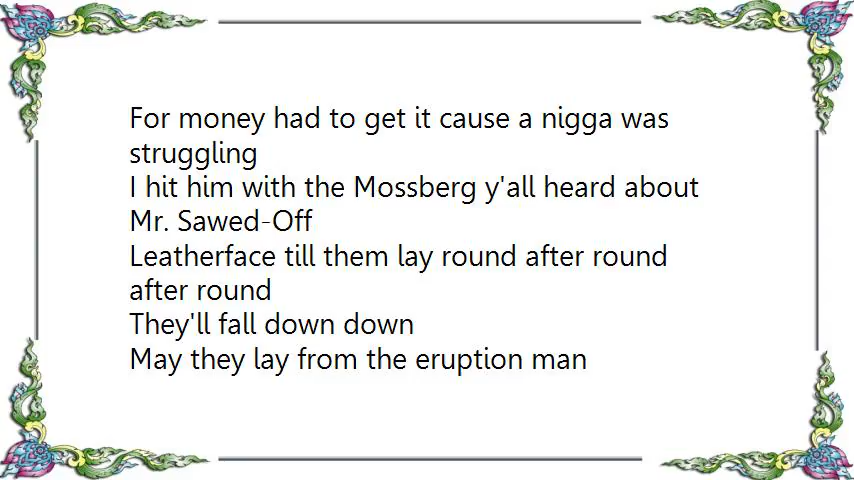 For money had to get it cause a nigga was
struggling
I hit him with the Mossberg y'all heard about
Mr. Sawed-Off
Leatherface till them lay round after round
after round
They'll fall down down
May they lay from the eruption man